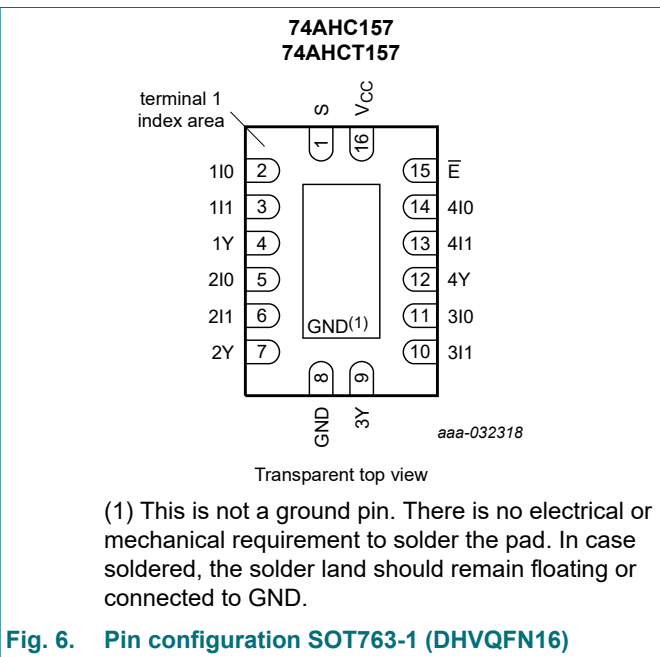 74AHC157
74AHCT157
terminal 1
index area
S
VCC
1
16
1I0
2
15
E̅
1I1
3
14
4I0
1Y
4
13
4I1
2I0
5
12
4Y
2I1
6
11
3I0
GND(1)
2Y
7
10
3I1
8
9
GND
3Y
aaa-032318
Transparent top view
(1) This is not a ground pin. There is no electrical or
mechanical requirement to solder the pad. In case
soldered, the solder land should remain floating or
connected to GND.
Fig. 6. Pin configuration SOT763-1 (DHVQFN16)